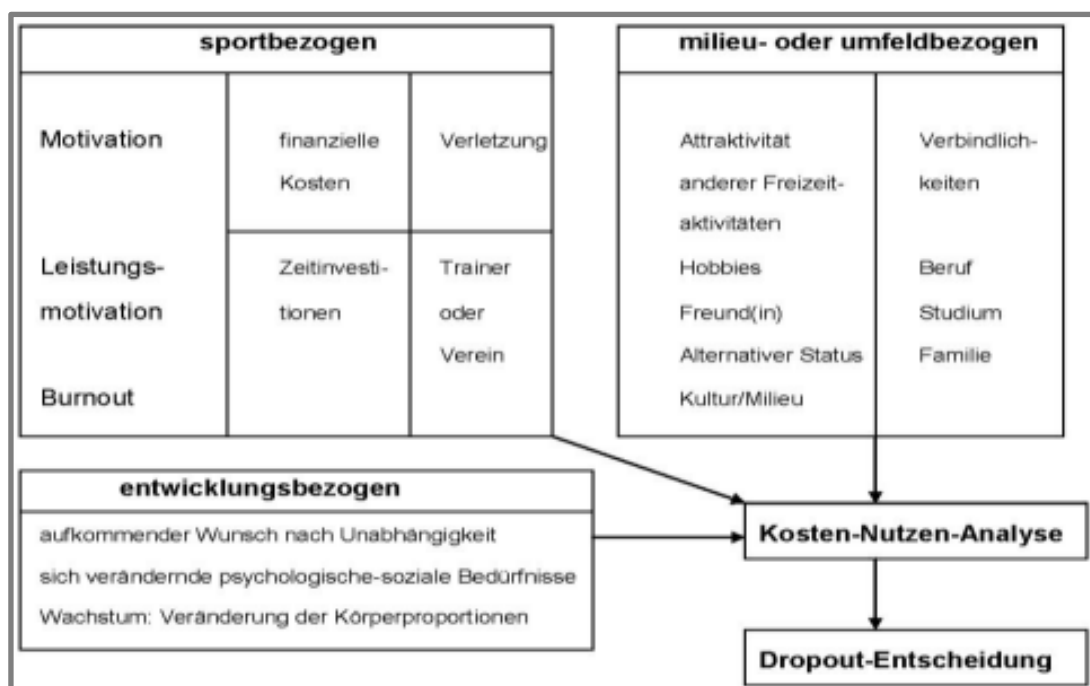 sportbezogen
Motivation
Leistungs-
motivation
Burnout
finanzielle
Kosten
Verletzung
Zeitinvesti-
tionen
Trainer
oder
Verein
milieu- oder umfeldbezogen
Attraktivität
anderer Freizeit-
aktivitäten
Hobbies
Freund(in)
Alternativer Status
Kultur/Milieu
Verbindlich-
keiten
Beruf
Studium
Familie
entwicklungsbezogen
aufkommender Wunsch nach Unabhängigkeit
sich verändernde psychologische-soziale Bedürfnisse
Wachstum: Veränderung der Körperproportionen
Kosten-Nutzen-Analyse
Dropout-Entscheidung